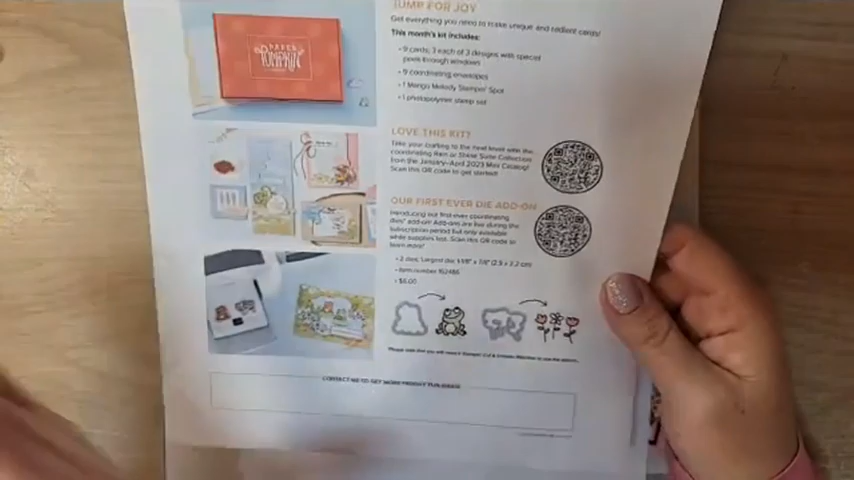 JUMP FOR JOY
Get everything you need to make unique and radiant cards!
This month's kit includes:
• 9 cards: 3 each of 3 designs with special
peek-through windows
• 9 coordinating envelopes
• 1 Mango Melody Stampin' Spot
• 1 photopolymer stamp set
PAPER
PUMPKIN
LOVE THIS KIT?
Take your crafting to the next level with the
coordinating Rain or Shine Suite Collection
from the January–April 2023 Mini Catalog!
Scan this QR code to get started!
OUR FIRST EVER DIE ADD-ON
Introducing our first-ever coordinating
dies* add-on! Add-ons are live during the
subscription period but only available
while supplies last. Scan this QR code to
learn more!
• 2 dies. Largest die: 1-1/8" x 7/8" (2.9 x 2.2 cm)
• Item number 162486
• $6.00
CONTACT ME TO GET MORE PRODUCT